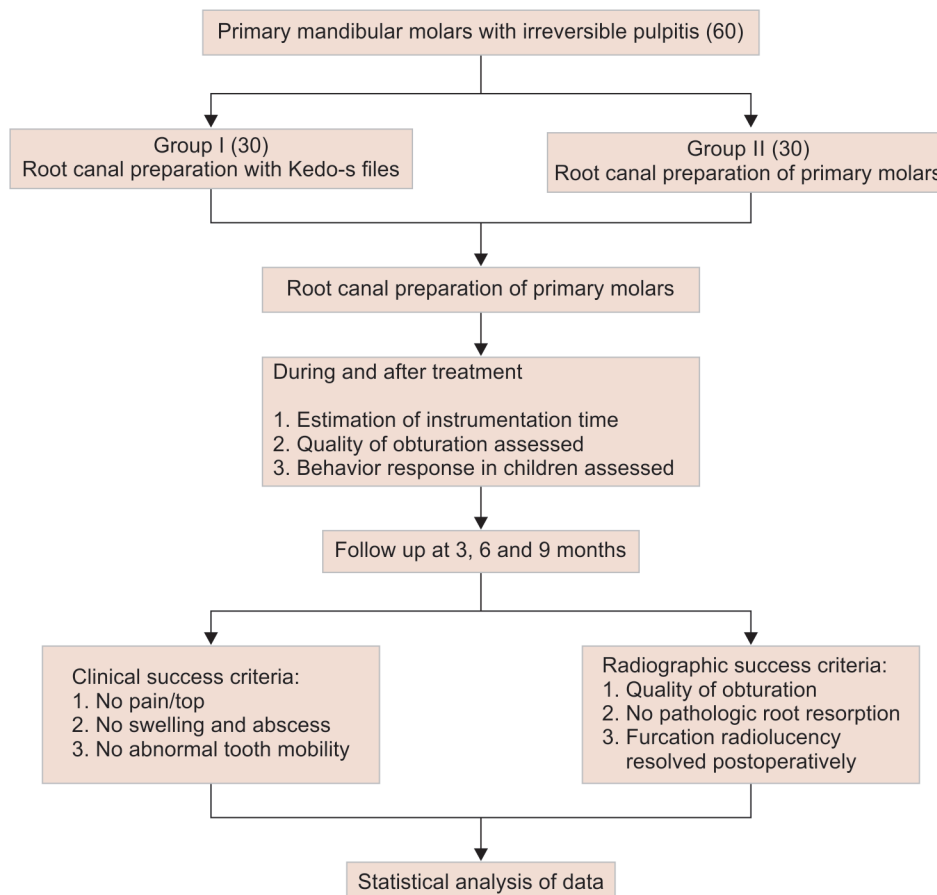 Primary mandibular molars with irreversible pulpitis (60)
Group I (30)
Root canal preparation with Kedo-s files
Group II (30)
Root canal preparation of primary molars
Root canal preparation of primary molars
During and after treatment
1. Estimation of instrumentation time
2. Quality of obturation assessed
3. Behavior response in children assessed
Follow up at 3, 6 and 9 months
Clinical success criteria:
1. No pain/top
2. No swelling and abscess
3. No abnormal tooth mobility
Radiographic success criteria:
1. Quality of obturation
2. No pathologic root resorption
3. Furcation radiolucency
resolved postoperatively
Statistical analysis of data